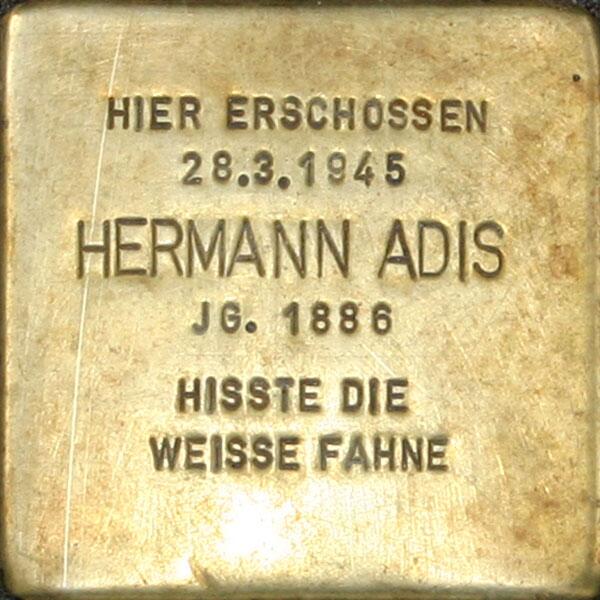 HIER ERSCHOSSEN
28.3.1945
HERMANN ADIS
JG. 1886
HISSTE DIE
WEISSE FAHNE